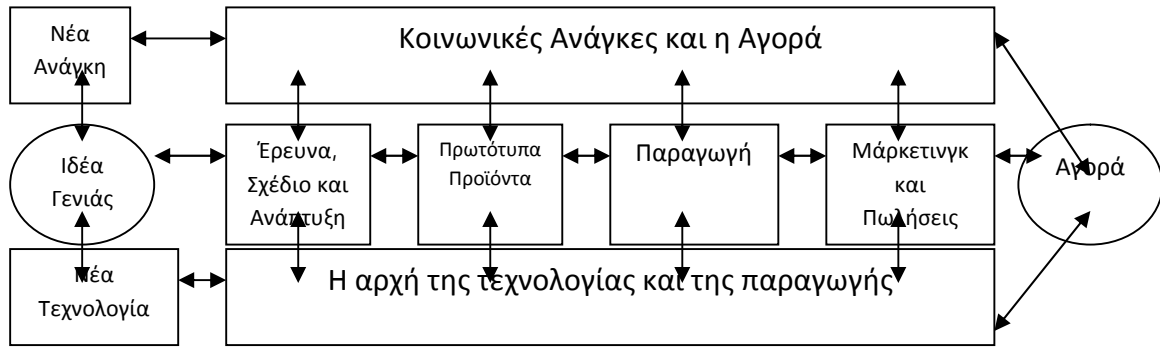 Νέα
Ανάγκη
Κοινωνικές Ανάγκες και η Αγορά
Ιδέα
Γενιάς
Έρευνα,
Σχέδιο και
Ανάπτυξη
Πρωτότυπα
Προϊόντα
Παραγωγή
Μάρκετινγκ
και
Πωλήσεις
Αγορά
Νέα
Τεχνολογία
Η αρχή της τεχνολογίας και της παραγωγής